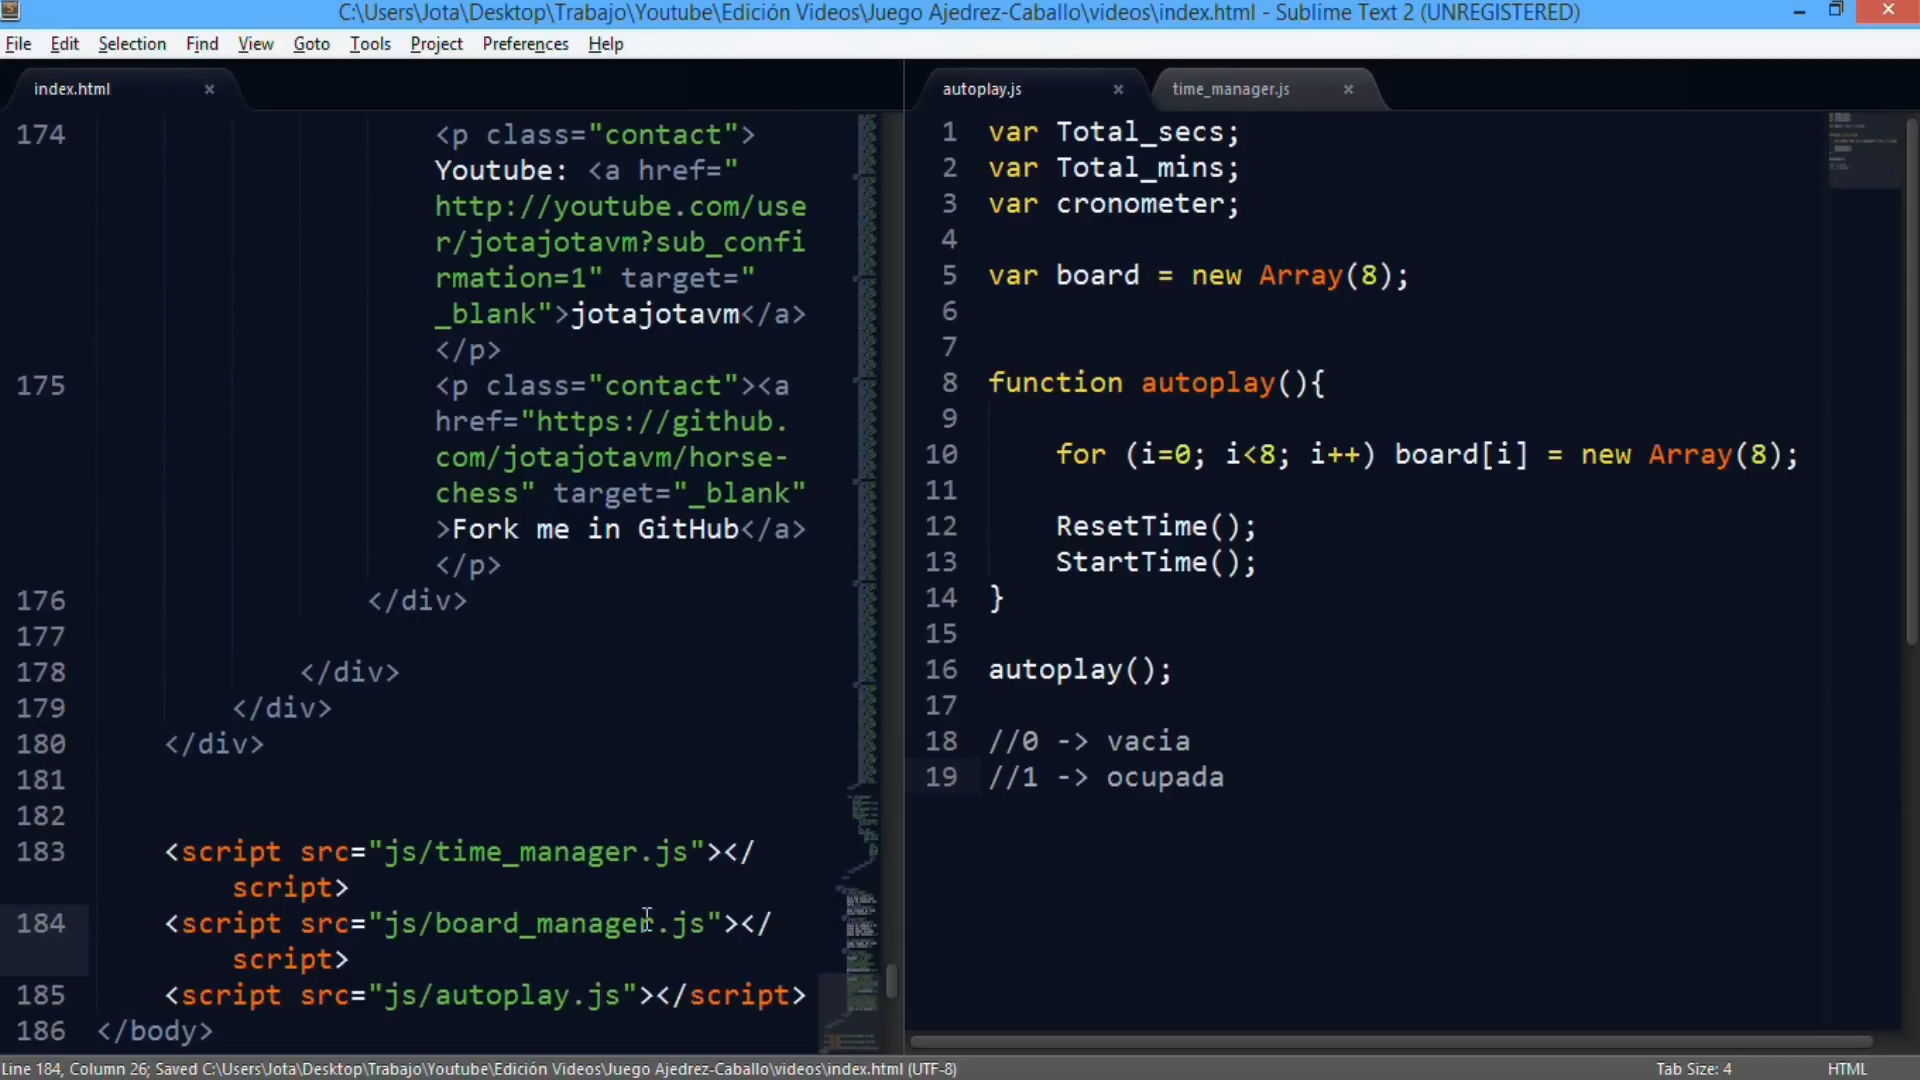 C:\Users\Jota\Desktop\Trabajo\Youtube\Edición Videos\Juego Ajedrez-Caballo\videos\index.html - Sublime Text 2 (UNREGISTERED)
File Edit Selection Find View Goto Tools Project Preferences Help
index.html
174 <p class="contact">
Youtube: <a href="
http://youtube.com/use
r/jotajotavm?sub_confi
rmation=1" target="
_blank">jotajotavm</a>
</p>
175 <p class="contact"><a
href="https://github.
com/jotajotavm/horse-
chess" target="_blank"
>Fork me in GitHub</a>
</p>
176 </div>
177
178 </div>
179 </div>
180 </div>
181
182
183 <script src="js/time_manager.js"></
script>
184 <script src="js/board_manager.js"></
script>
185 <script src="js/autoplay.js"></script>
186 </body>
autoplay.js time_manager.js
1 var Total_secs;
2 var Total_mins;
3 var cronometer;
4
5 var board = new Array(8);
6
7
8 function autoplay(){
9
10 for (i=0; i<8; i++) board[i] = new Array(8);
11
12 ResetTime();
13 StartTime();
14 }
15
16 autoplay();
17
18 //0 -> vacia
19 //1 -> ocupada
Line 184, Column 26; Saved C:\Users\Jota\Desktop\Trabajo\Youtube\Edición Videos\Juego Ajedrez-Caballo\videos\index.html (UTF-8) Tab Size: 4 HTML